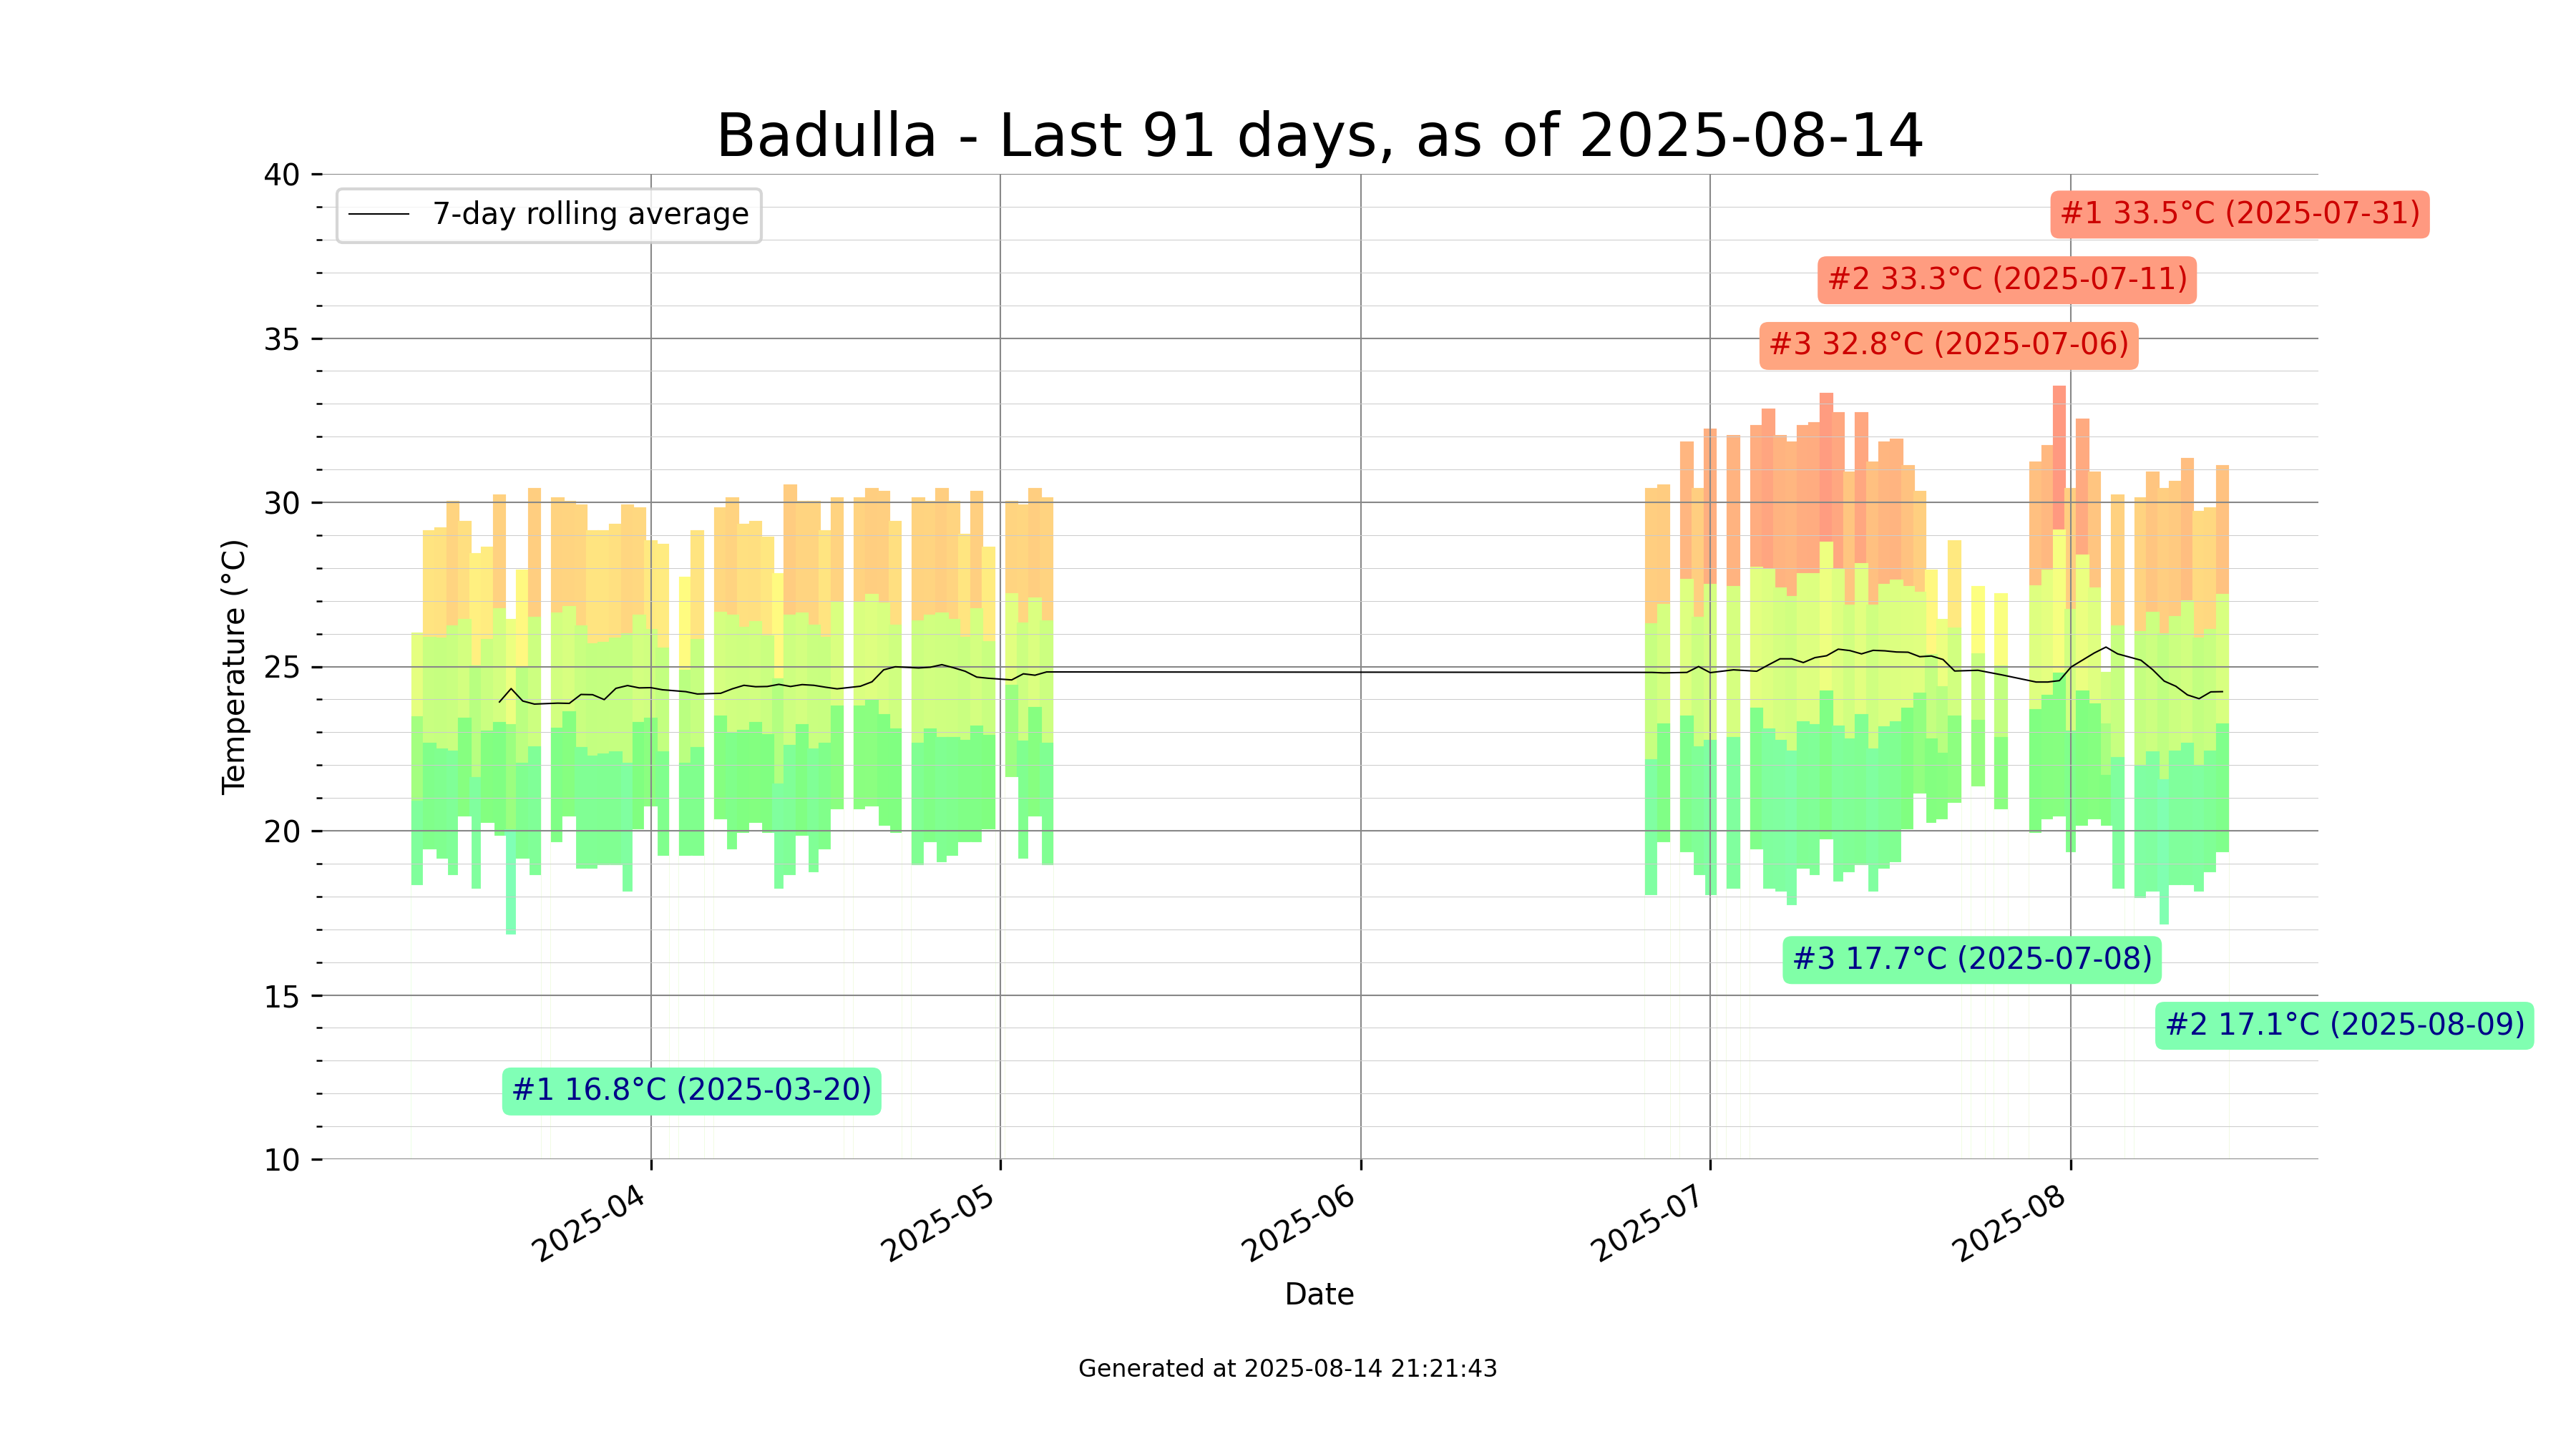 Badulla - Last 91 days, as of 2025-08-14
40
7-day rolling average
#1 33.5°C (2025-07-31)
#2 33.3°C (2025-07-11)
35
#3 32.8°C (2025-07-06)
30
25
Temperature (°C)
20
#3 17.7°C (2025-07-08)
15
#2 17.1°C (2025-08-09)
#1 16.8°C (2025-03-20)
10
2025-04
2025-05
2025-06
2025-07
2025-08
Date
Generated at 2025-08-14 21:21:43